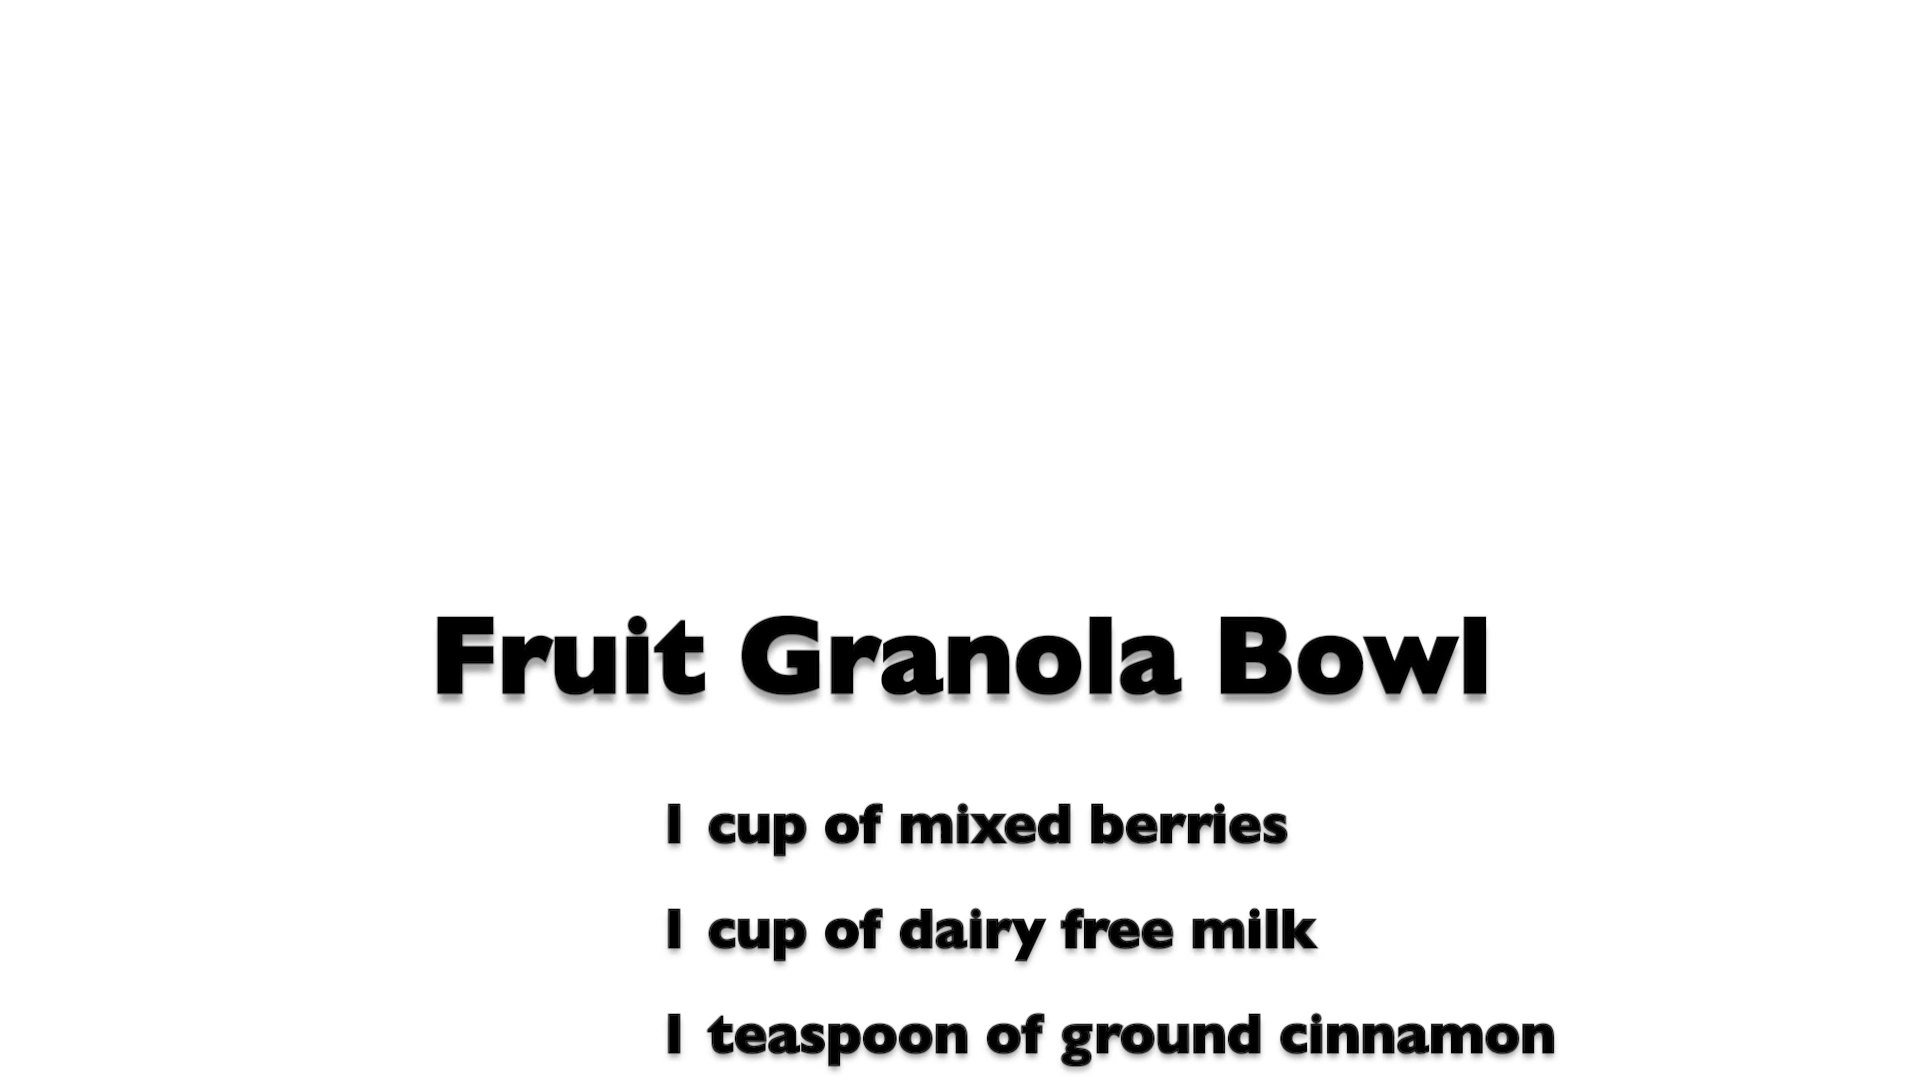 Fruit Granola Bowl
1 cup of mixed berries
1 cup of dairy free milk
1 teaspoon of ground cinnamon